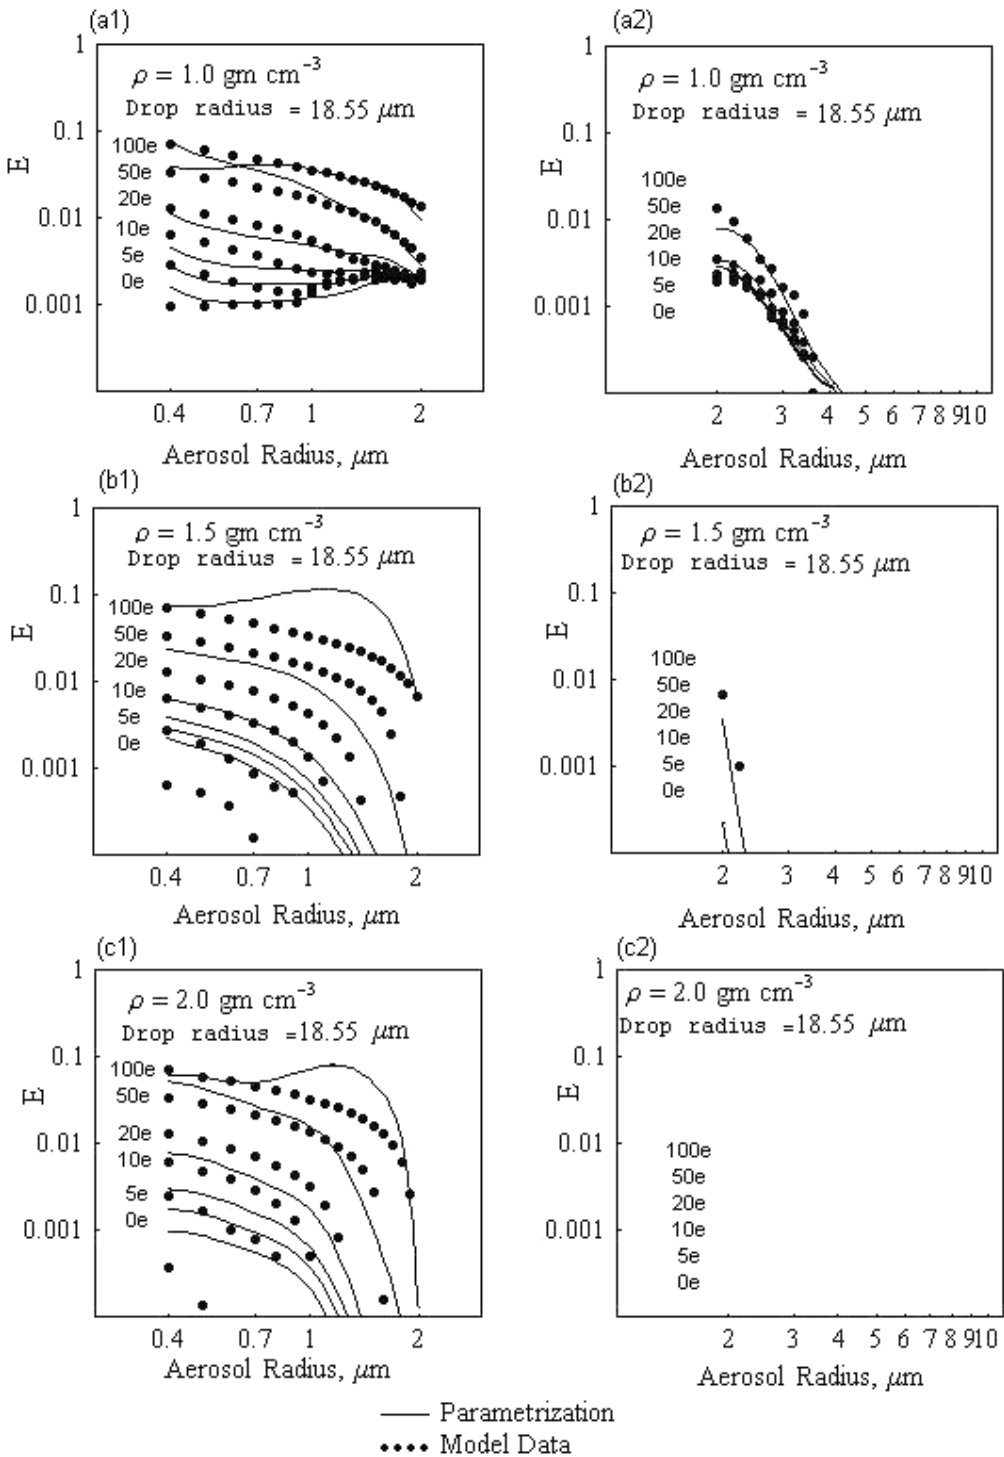 (a1)
1
ρ = 1.0 gm cm⁻³
Drop radius = 18.55 μm
0.1
E
100e
50e
20e
10e
5e
0e
0.01
0.001
0.4 0.7 1 2
Aerosol Radius, μm
(a2)
1
ρ = 1.0 gm cm⁻³
Drop radius = 18.55 μm
0.1
E
100e
50e
20e
10e
5e
0e
0.01
0.001
2 3 4 5 6 7 8 910
Aerosol Radius, μm
(b1)
1
ρ = 1.5 gm cm⁻³
Drop radius = 18.55 μm
0.1
E
100e
50e
20e
10e
5e
0e
0.01
0.001
0.4 0.7 1 2
Aerosol Radius, μm
(b2)
1
ρ = 1.5 gm cm⁻³
Drop radius = 18.55 μm
0.1
E
100e
50e
20e
10e
5e
0e
0.01
0.001
2 3 4 5 6 7 8 910
Aerosol Radius, μm
(c1)
1
ρ = 2.0 gm cm⁻³
Drop radius =18.55 μm
0.1
E
100e
50e
20e
10e
5e
0e
0.01
0.001
0.4 0.7 1 2
Aerosol Radius, μm
(c2)
1
ρ = 2.0 gm cm⁻³
Drop radius =18.55 μm
0.1
E
0.01
100e
50e
20e
10e
5e
0e
0.001
2 3 4 5 6 7 8 910
Aerosol Radius, μm
Parametrization
Model Data